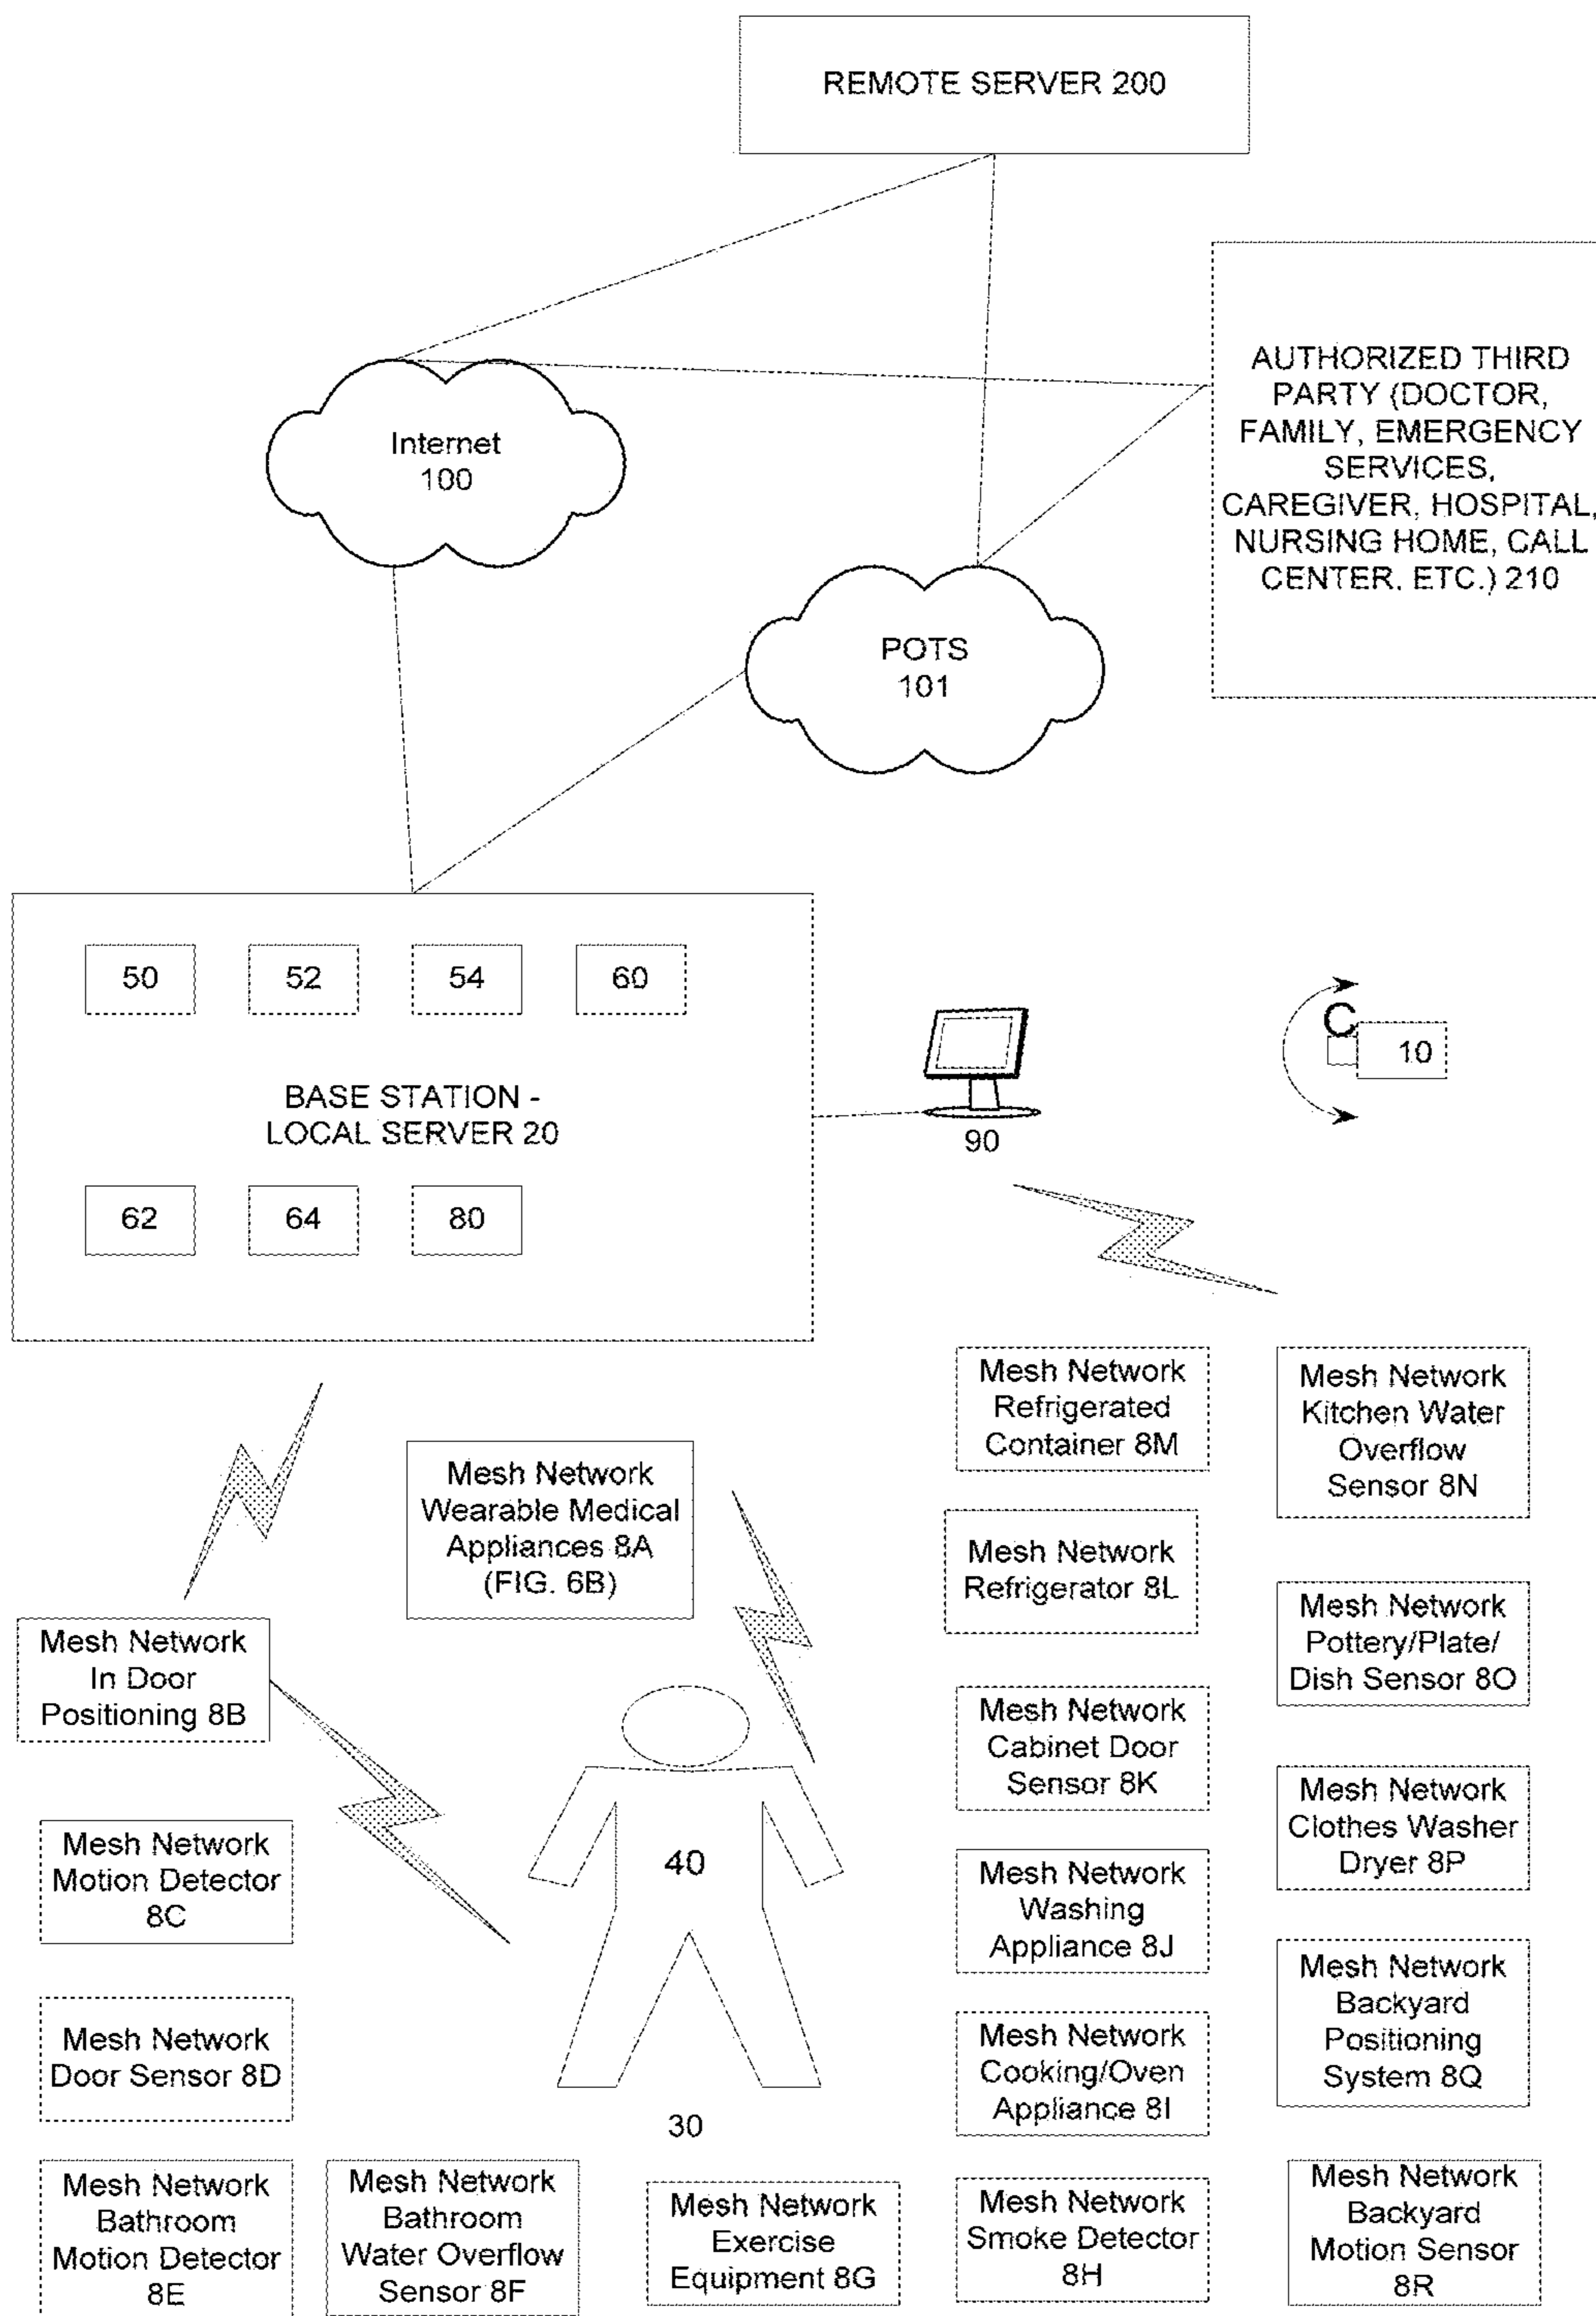 REMOTE SERVER 200
AUTHORIZED THIRD
PARTY (DOCTOR,
FAMILY, EMERGENCY
SERVICES,
CAREGIVER, HOSPITAL,
NURSING HOME, CALL
CENTER, ETC.) 210
Internet
100
POTS
101
50
52
54
60
BASE STATION -
LOCAL SERVER 20
62
64
80
90
C
10
Mesh Network
Wearable Medical
Appliances 8A
(FIG. 6B)
Mesh Network
In Door
Positioning 8B
Mesh Network
Motion Detector
8C
Mesh Network
Door Sensor 8D
Mesh Network
Bathroom
Motion Detector
8E
Mesh Network
Bathroom
Water Overflow
Sensor 8F
40
30
Mesh Network
Exercise
Equipment 8G
Mesh Network
Refrigerated
Container 8M
Mesh Network
Refrigerator 8L
Mesh Network
Cabinet Door
Sensor 8K
Mesh Network
Washing
Appliance 8J
Mesh Network
Cooking/Oven
Appliance 8I
Mesh Network
Smoke Detector
8H
Mesh Network
Kitchen Water
Overflow
Sensor 8N
Mesh Network
Pottery/Plate/
Dish Sensor 8O
Mesh Network
Clothes Washer
Dryer 8P
Mesh Network
Backyard
Positioning
System 8Q
Mesh Network
Backyard
Motion Sensor
8R